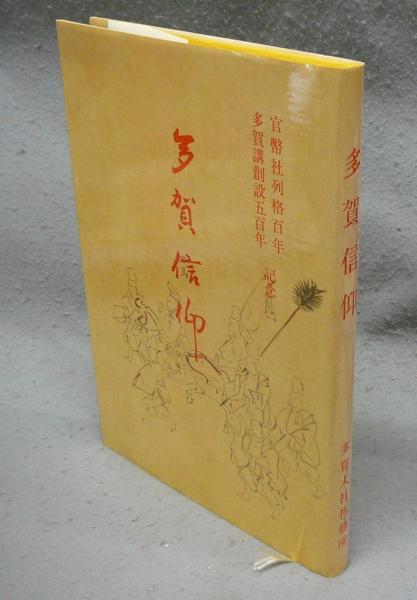 官幣社列格百年
多賀講創設五百年
記念
多賀信仰
多賀信仰
多賀大社社務所